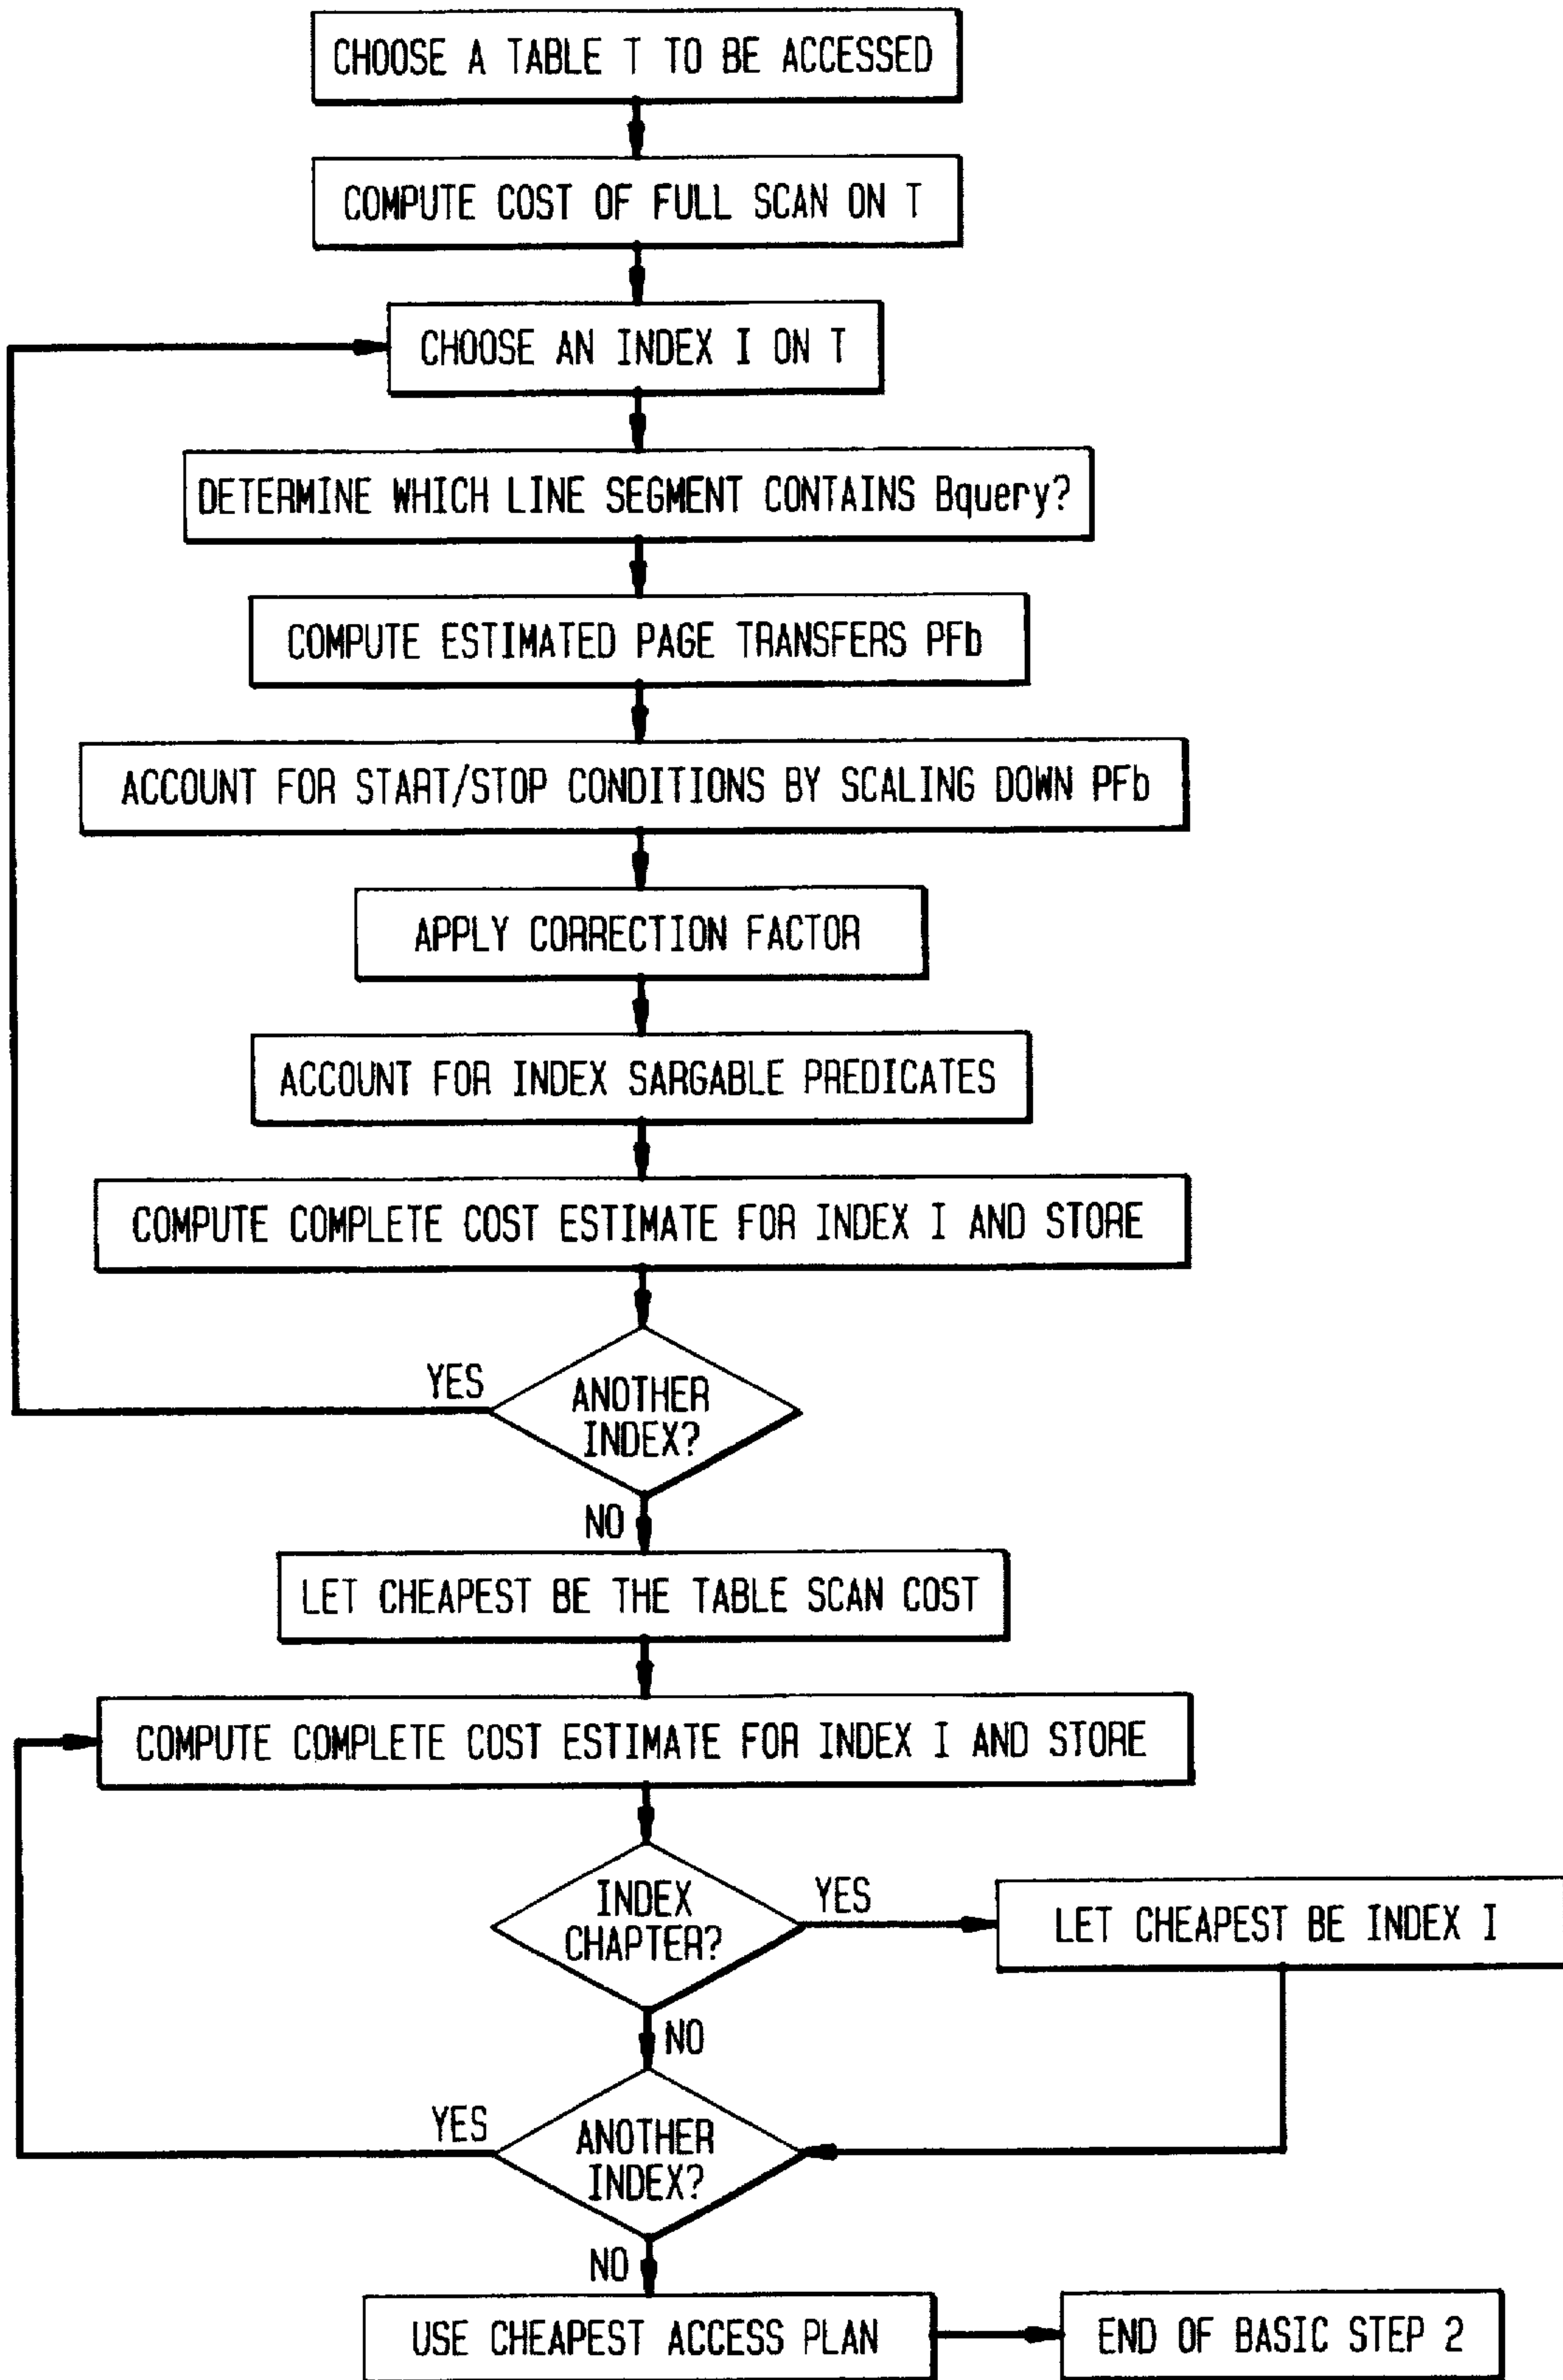 CHOOSE A TABLE T TO BE ACCESSED
COMPUTE COST OF FULL SCAN ON T
CHOOSE AN INDEX I ON T
DETERMINE WHICH LINE SEGMENT CONTAINS Bquery?
COMPUTE ESTIMATED PAGE TRANSFERS PFb
ACCOUNT FOR START/STOP CONDITIONS BY SCALING DOWN PFb
APPLY CORRECTION FACTOR
ACCOUNT FOR INDEX SARGABLE PREDICATES
COMPUTE COMPLETE COST ESTIMATE FOR INDEX I AND STORE
YES
ANOTHER
INDEX?
NO
LET CHEAPEST BE THE TABLE SCAN COST
COMPUTE COMPLETE COST ESTIMATE FOR INDEX I AND STORE
INDEX
CHAPTER?
YES
LET CHEAPEST BE INDEX I
NO
YES
ANOTHER
INDEX?
NO
USE CHEAPEST ACCESS PLAN
END OF BASIC STEP 2